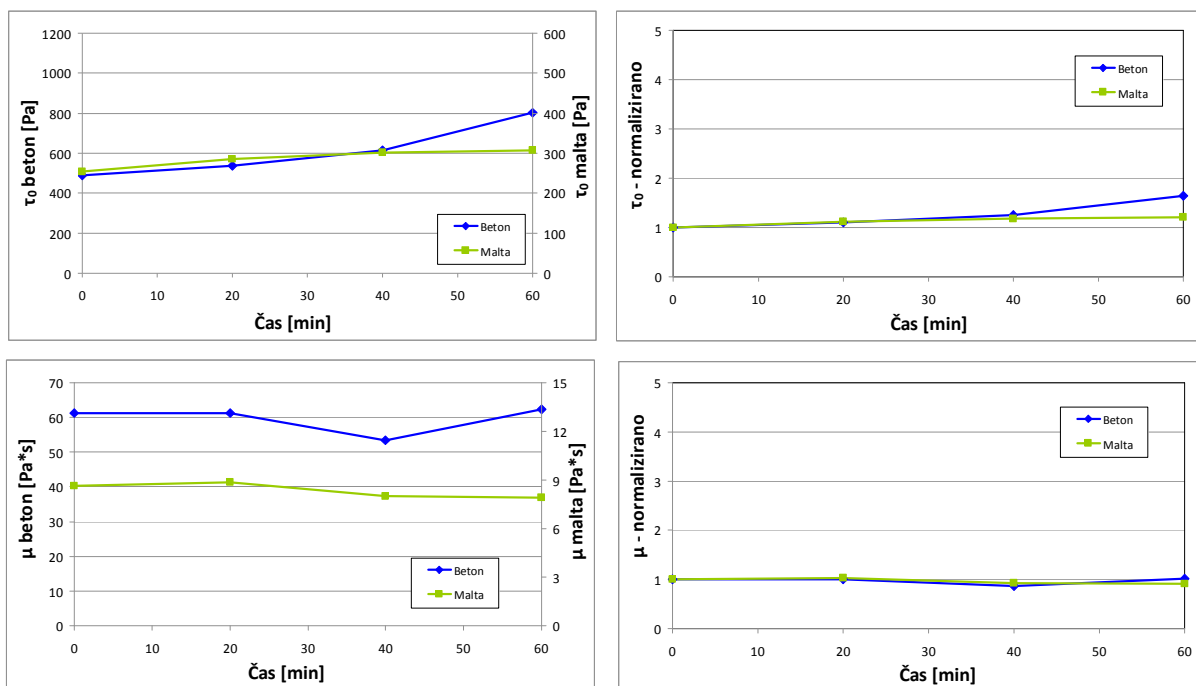 τ₀ beton [Pa]
1200
1000
800
600
400
200
0
600
500
400
300
200
100
0
τ₀ malta [Pa]
Beton
Malta
0 10 20 30 40 50 60
Čas [min]
τ₀ - normalizirano
5
4
3
2
1
0
Beton
Malta
0 10 20 30 40 50 60
Čas [min]
μ beton [Pa*s]
70
60
50
40
30
20
10
0
15
12
9
6
3
0
μ malta [Pa*s]
Beton
Malta
0 10 20 30 40 50 60
Čas [min]
μ - normalizirano
5
4
3
2
1
0
Beton
Malta
0 10 20 30 40 50 60
Čas [min]